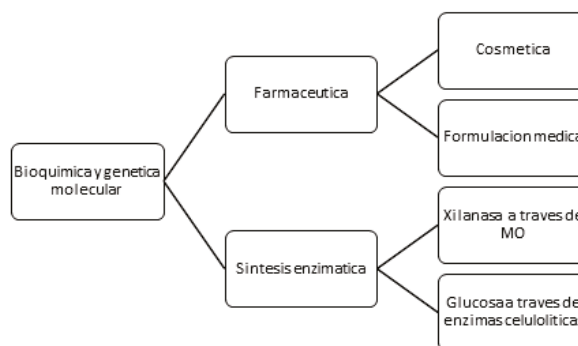 Cosmetica
Farmaceutica
Formulacion medica
Bioquimica y genetica
molecular
Xilanasa a traves de
MO
Sintesis enzimatica
Glucosa a traves de
enzimas celuloliticas